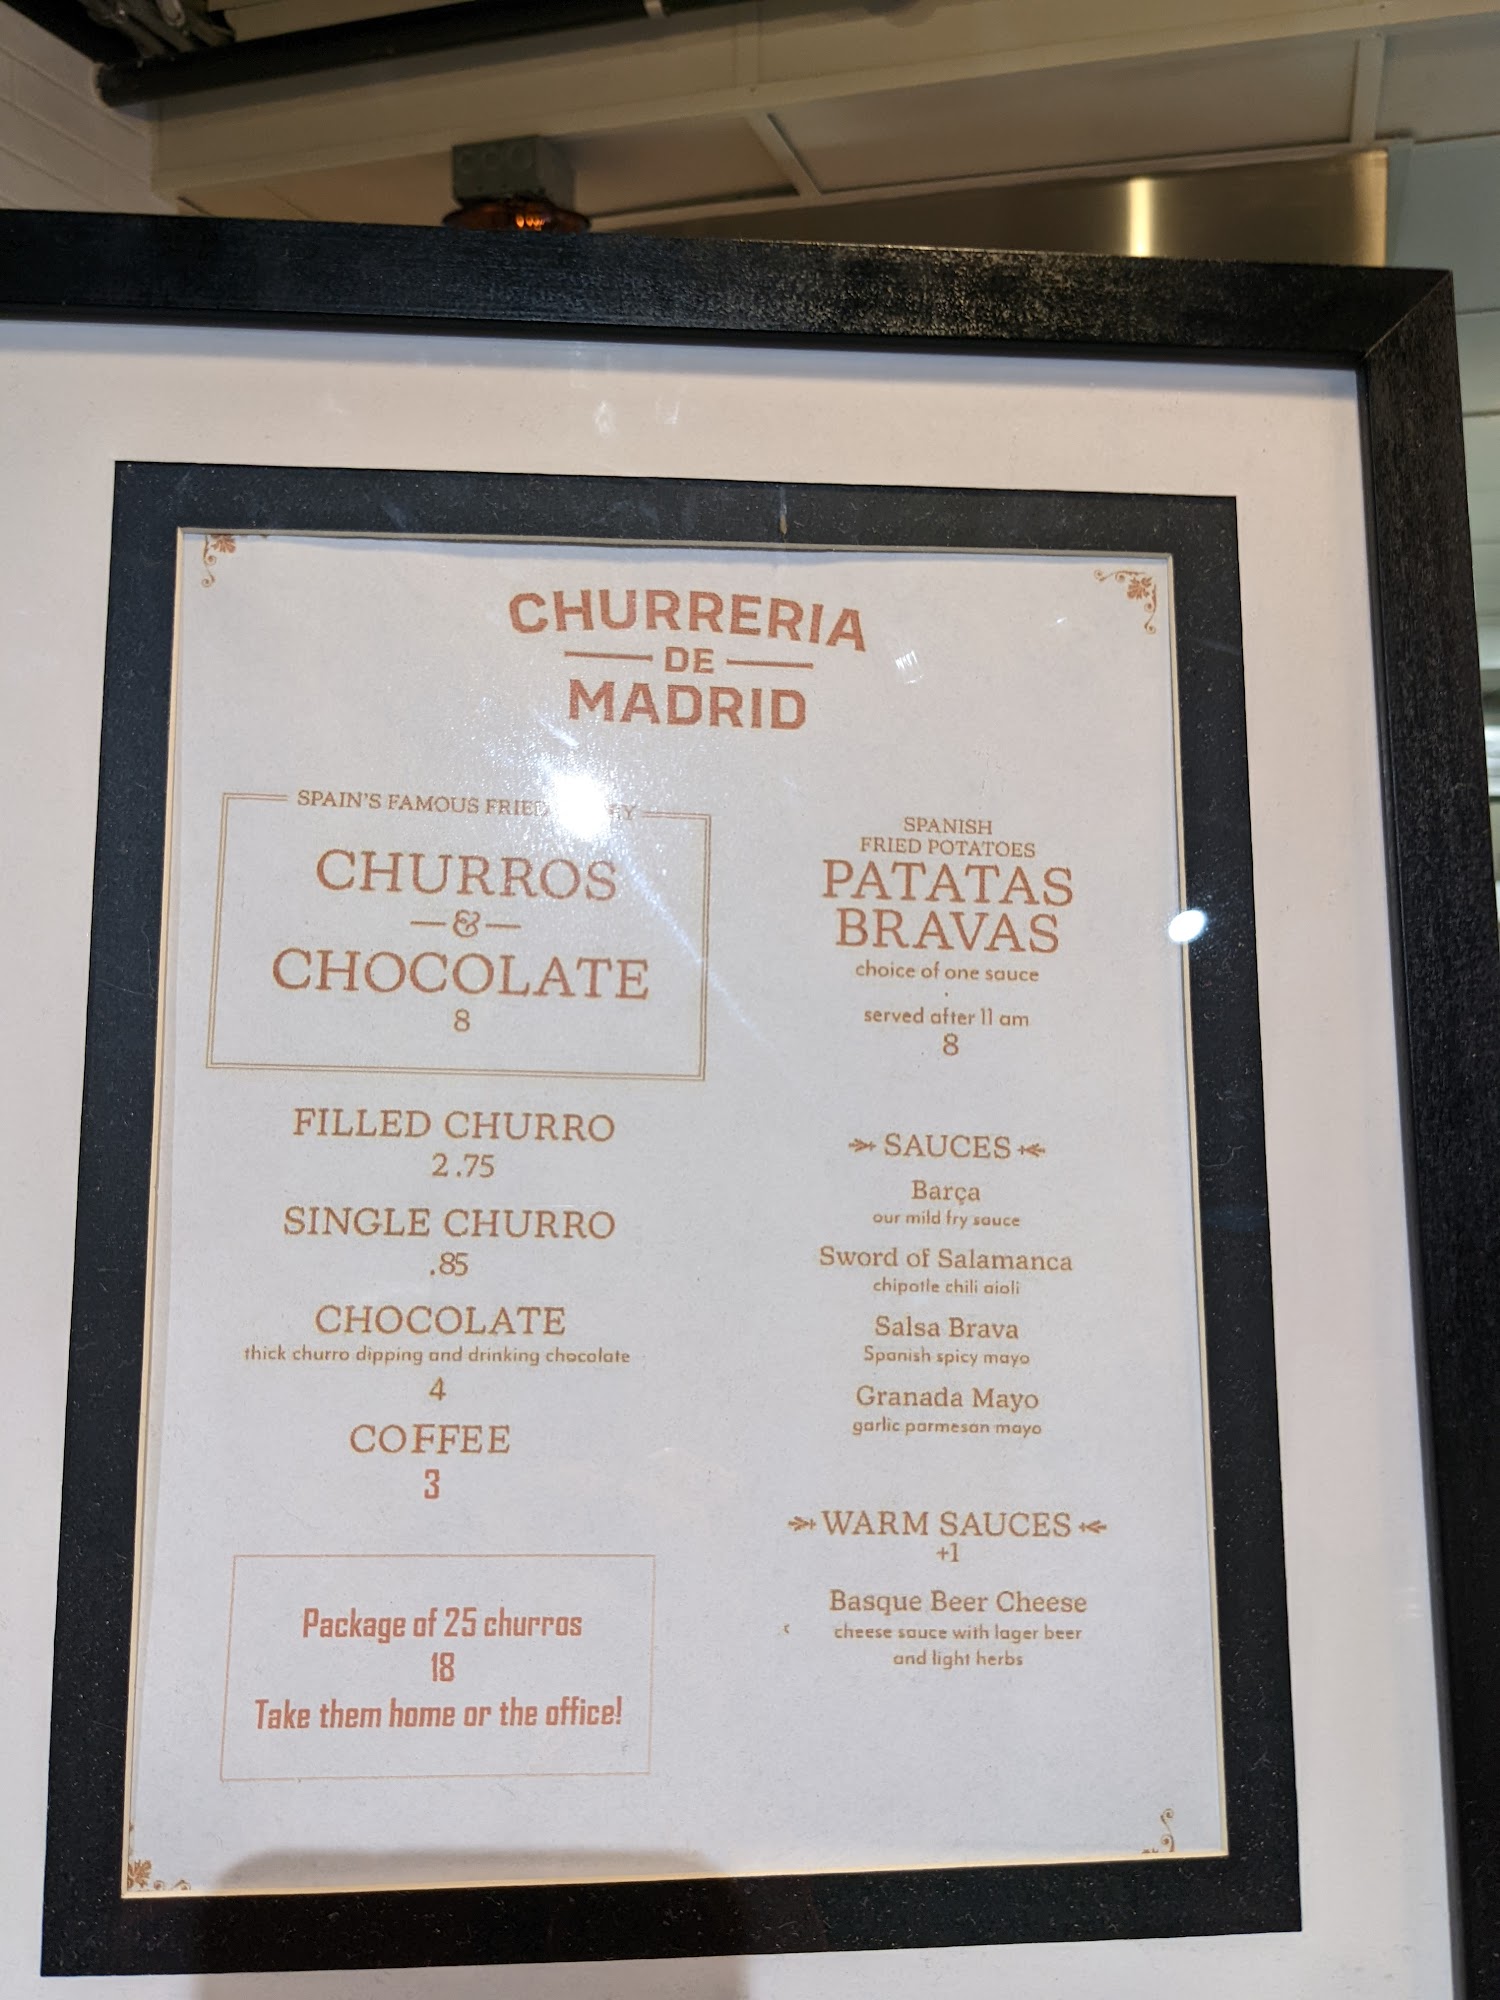 CHURRERIA
DE
MADRID
SPAIN'S FAMOUS FRIED
CHURROS
&
CHOCOLATE
8
FILLED CHURRO
2.75
SINGLE CHURRO
.85
CHOCOLATE
thick churro dipping and drinking chocolate
4
COFFEE
3
Package of 25 churros
18
Take them home or the office!
SPANISH
FRIED POTATOES
PATATAS
BRAVAS
choice of one sauce
served after 11 am
8
SAUCES
Barça
our mild fry sauce
Sword of Salamanca
chipotle chili aioli
Salsa Brava
Spanish spicy mayo
Granada Mayo
garlic parmesan mayo
WARM SAUCES
+1
Basque Beer Cheese
cheese sauce with lager beer
and light herbs